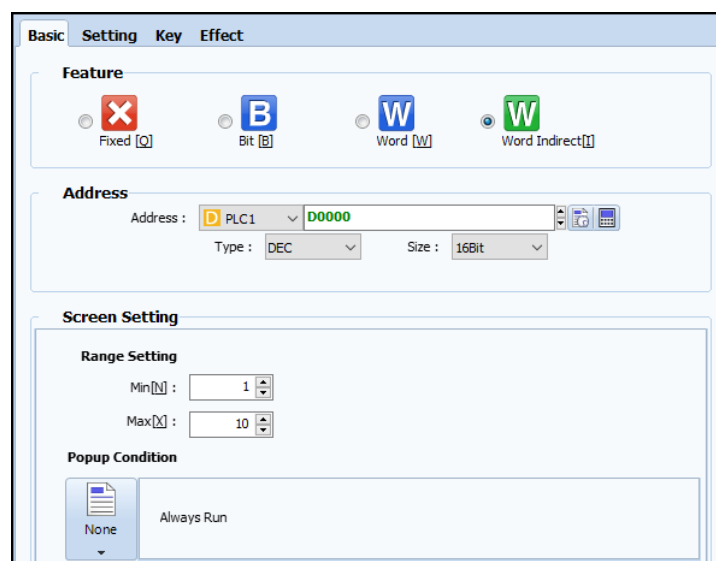 Basic Setting Key Effect
Feature
B W W
Fixed [O] Bit [B] Word [W] Word Indirect[I]
Address
Address : D PLC1 D0000
Type : DEC Size : 16Bit
Screen Setting
Range Setting
Min[N] : 1
Max[X] : 10
Popup Condition
Always Run
None